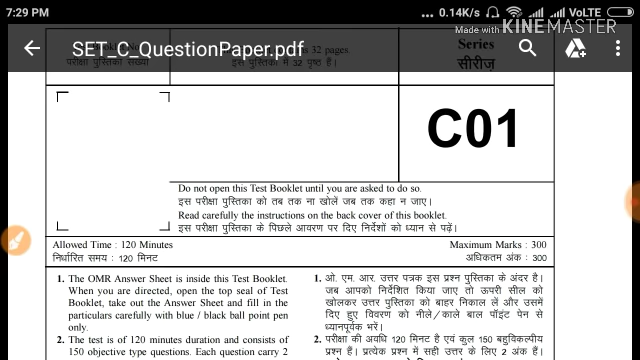 7:29 PM
... 0.14K/s VoLTE 79
Made with KINEMASTER
SET_C_QuestionPaper.pdf
32 pages.
Series
परीक्षा पुस्तिका संख्या
इस पुस्तिका में 32 पृष्ठ हैं।
सीरीज़
C01
Do not open this Test Booklet until you are asked to do so.
इस परीक्षा पुस्तिका को तब तक ना खोलें जब तक कहा न जाए।
Read carefully the instructions on the back cover of this booklet.
इस परीक्षा पुस्तिका के पिछले आवरण पर दिए निर्देशों को ध्यान से पढ़ें।
Allowed Time : 120 Minutes
Maximum Marks : 300
निर्धारित समय : 120 मिनट
अधिकतम अंक : 300
1. The OMR Answer Sheet is inside this Test Booklet.
When you are directed, open the top seal of Test
Booklet, take out the Answer Sheet and fill in the
particulars carefully with blue / black ball point pen
only.
2. The test is of 120 minutes duration and consists of
150 objective type questions. Each question carry 2
1. ओ. एम. आर. उत्तर पत्रक इस प्रश्न पुस्तिका के अंदर है।
जब आपको निर्देशित किया जाए तो ऊपरी सील को
खोलकर उत्तर पुस्तिका को बाहर निकाल लें और उसमें
दिए हुए विवरण को नीले/काले बाल पॉइंट पेन से
ध्यानपूर्वक भरें।
2. परीक्षा की अवधि 120 मिनट है एवं कुल 150 बहुविकल्पीय
प्रश्न हैं। प्रत्येक प्रश्न में सही उत्तर के लिए 2 अंक हैं।